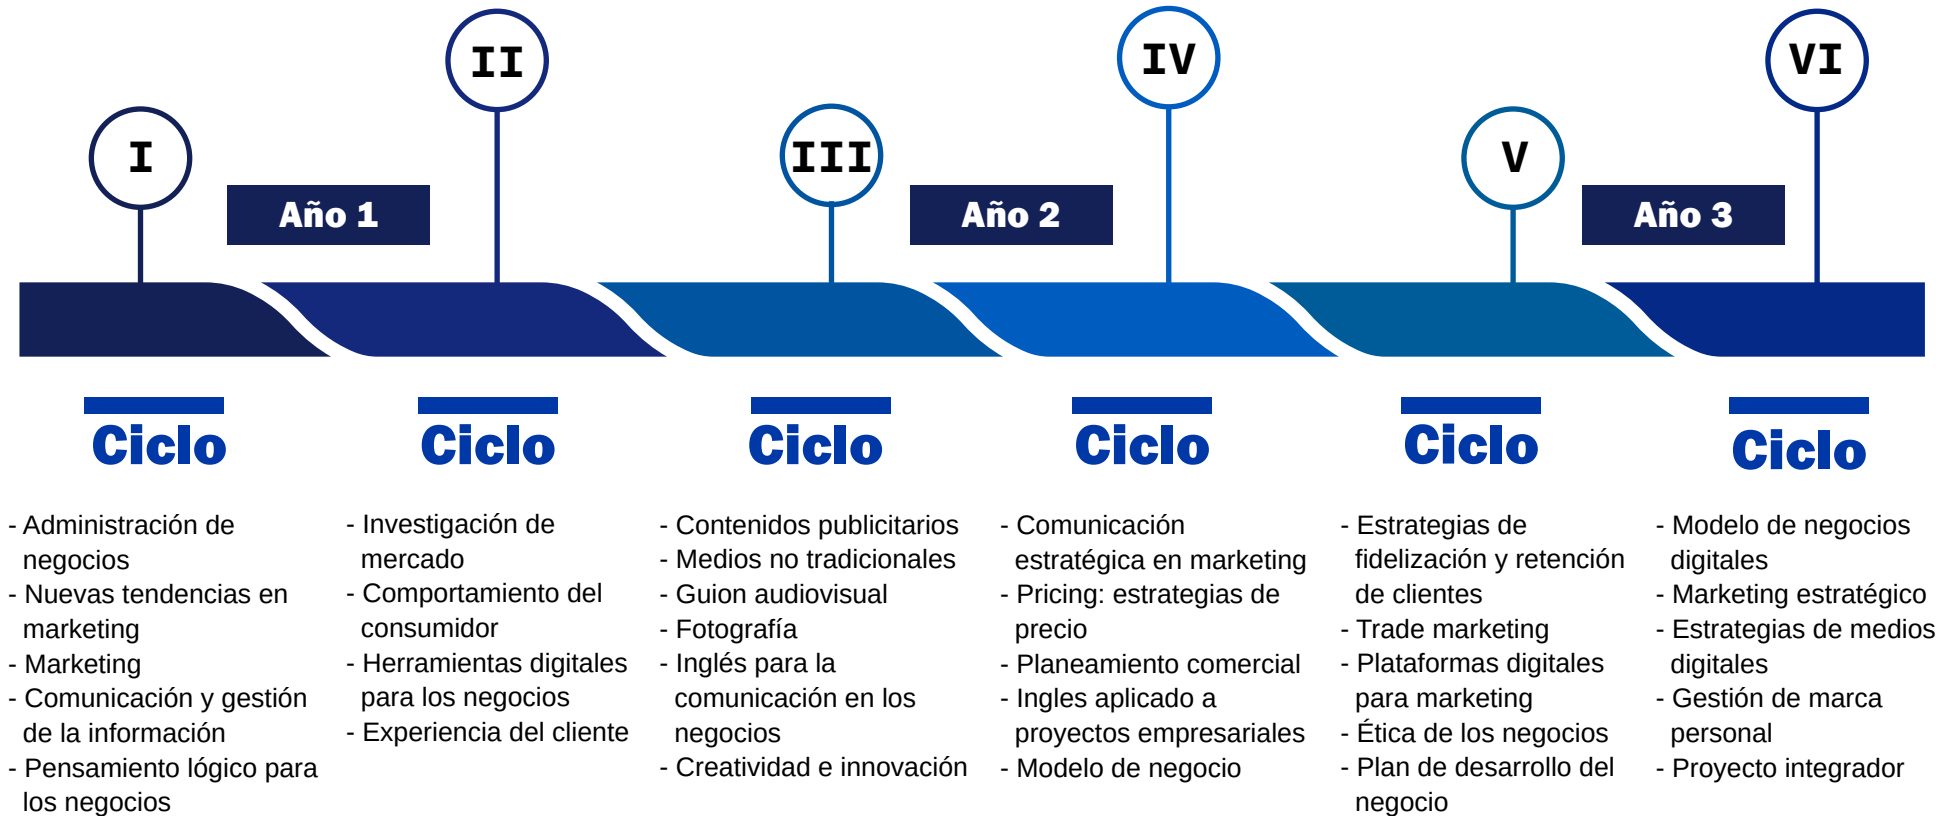 I
II
III
IV
V
VI
Año 1
Año 2
Año 3
Ciclo
- Administración de
negocios
- Nuevas tendencias en
marketing
- Marketing
- Comunicación y gestión
de la información
- Pensamiento lógico para
los negocios
Ciclo
- Investigación de
mercado
- Comportamiento del
consumidor
- Herramientas digitales
para los negocios
- Experiencia del cliente
Ciclo
- Contenidos publicitarios
- Medios no tradicionales
- Guion audiovisual
- Fotografía
- Inglés para la
comunicación en los
negocios
- Creatividad e innovación
Ciclo
- Comunicación
estratégica en marketing
- Pricing: estrategias de
precio
- Planeamiento comercial
- Ingles aplicado a
proyectos empresariales
- Modelo de negocio
Ciclo
- Estrategias de
fidelización y retención
de clientes
- Trade marketing
- Plataformas digitales
para marketing
- Ética de los negocios
- Plan de desarrollo del
negocio
Ciclo
- Modelo de negocios
digitales
- Marketing estratégico
- Estrategias de medios
digitales
- Gestión de marca
personal
- Proyecto integrador